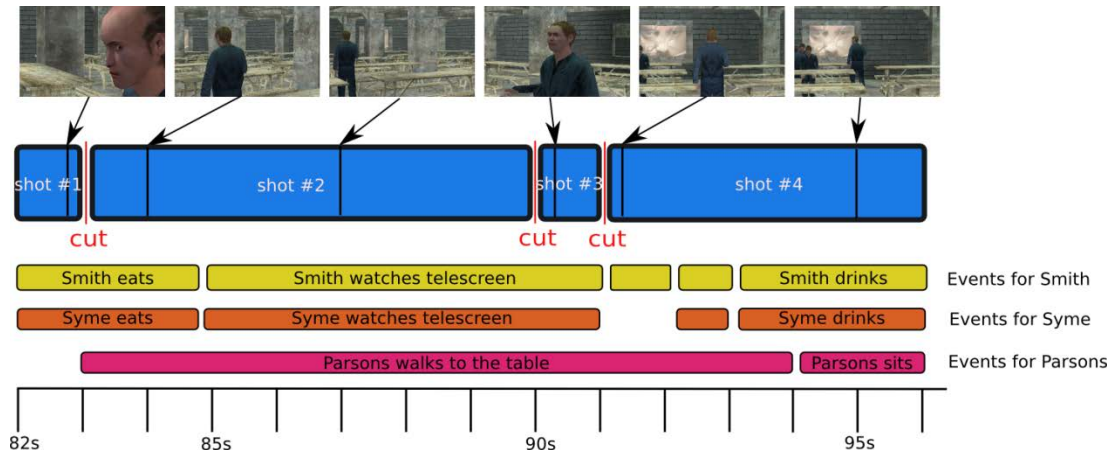 shot #1
shot #2
shot #3
shot #4
cut
cut
cut
Smith eats
Smith watches telescreen
Smith drinks
Events for Smith
Syme eats
Syme watches telescreen
Syme drinks
Events for Syme
Parsons walks to the table
Parsons sits
Events for Parsons
82s
85s
90s
95s